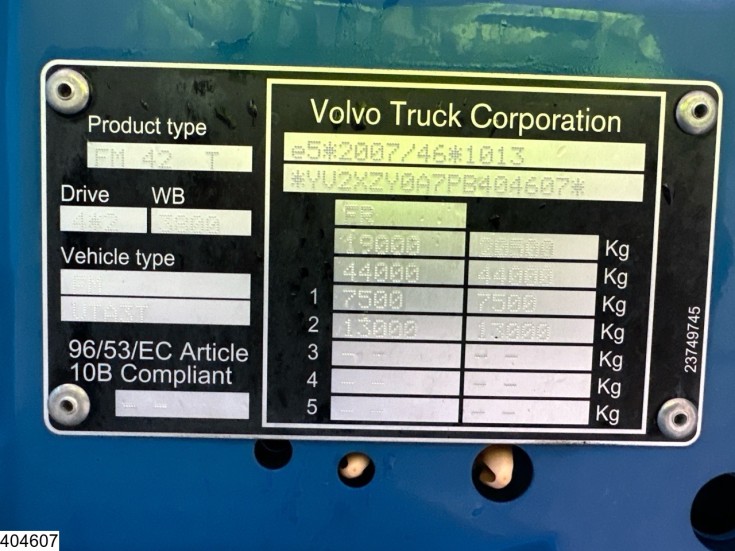 Product type
FM 42 T
Drive WB
4*2 3800
Vehicle type
FM
VTA3T
96/53/EC Article
10B Compliant
- -
Volvo Truck Corporation
e5*2007/46*1013
*YV2XZY0A7PB404607*
FR
19000 Kg
44000 44000 Kg
1 7500 7500 Kg
2 13000 13000 Kg
3 - - - - Kg
4 - - - - Kg
5 - - - - Kg
23749745
404607